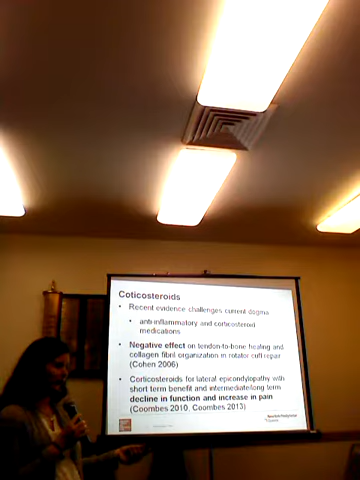 Coticosteroids
• Recent evidence challenges current dogma
• anti-inflammatory and corticosteroid
medications
• Negative effect on tendon-to-bone healing and
collagen fibril organization in rotator cuff repair
(Cohen 2006)
• Corticosteroids for lateral epicondylopathy with
short term benefit and intermediate/long term
decline in function and increase in pain
(Coombes 2010, Coombes 2013)
NewYork-Presbyterian